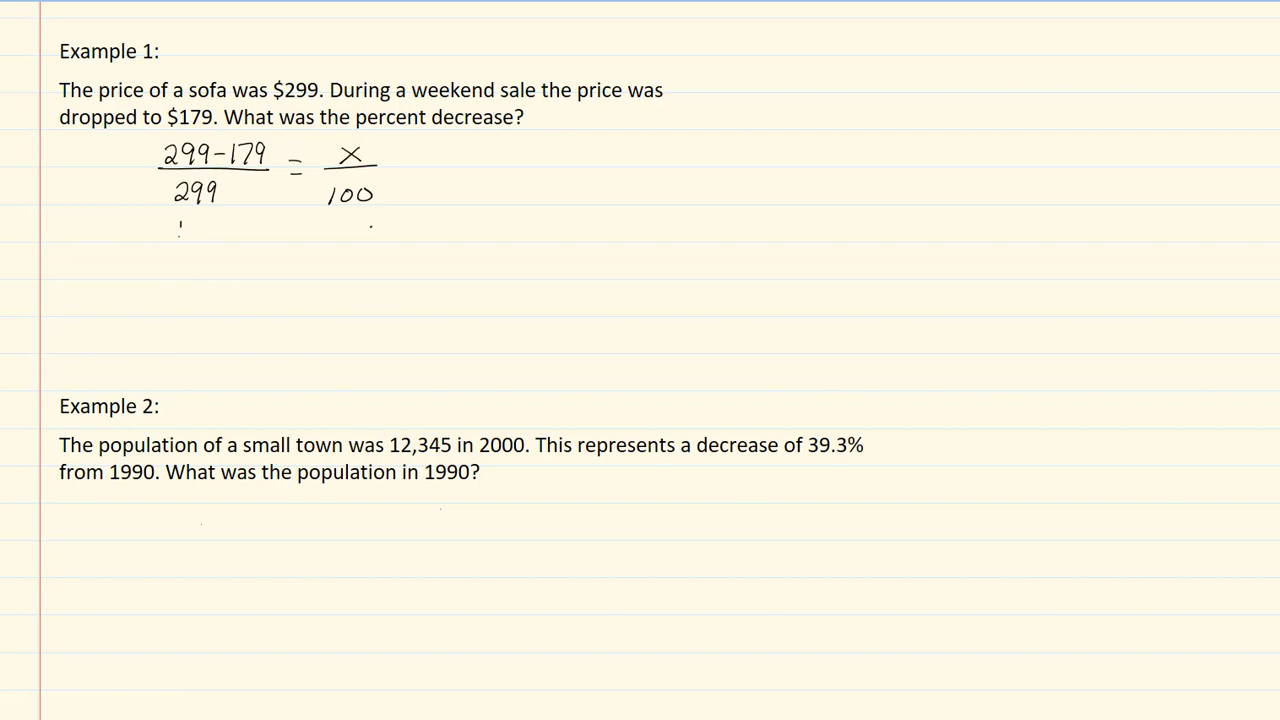 Example 1:
The price of a sofa was $299. During a weekend sale the price was
dropped to $179. What was the percent decrease?
299-179 = x
299 100
Example 2:
The population of a small town was 12,345 in 2000. This represents a decrease of 39.3%
from 1990. What was the population in 1990?